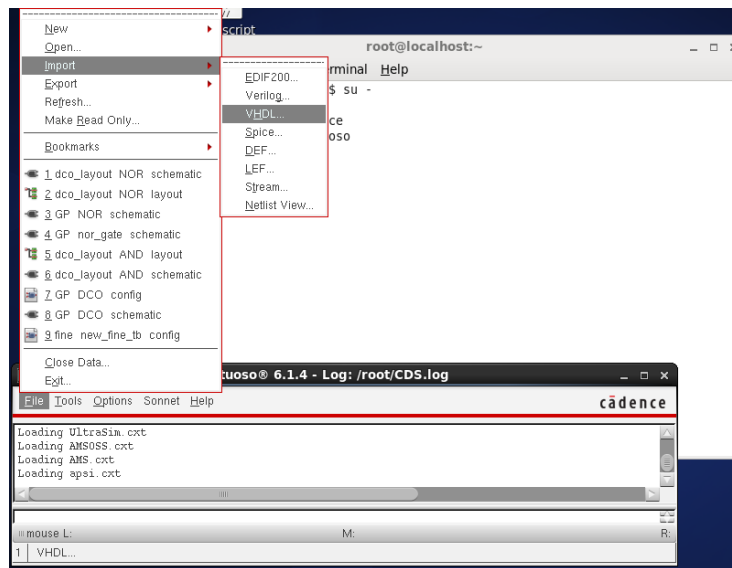 //
script
New
Open...
Import
Export
Refresh...
Make Read Only...
Bookmarks
1 dco_layout NOR schematic
2 dco_layout NOR layout
3 GP NOR schematic
4 GP nor_gate schematic
5 dco_layout AND layout
6 dco_layout AND schematic
7 GP DCO config
8 GP DCO schematic
9 fine new_fine_tb config
Close Data...
Exit...
EDIF200...
Verilog...
VHDL...
Spice...
DEF...
LEF...
Stream...
Netlist View...
root@localhost:~
rminal Help
$ su -
ce
oso
tuoso® 6.1.4 - Log: /root/CDS.log
File Tools Options Sonnet Help
cādence
Loading UltraSim.cxt
Loading AMSOSS.cxt
Loading AMS.cxt
Loading apsi.cxt
mouse L: M: R:
1 VHDL...